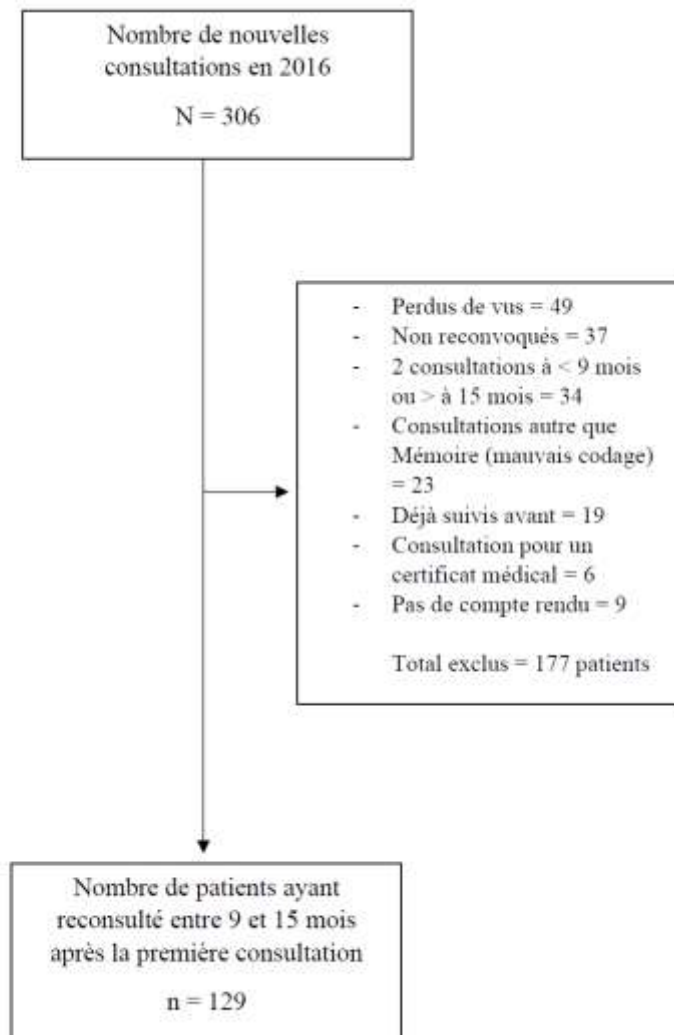 Nombre de nouvelles
consultations en 2016
N = 306
- Perdus de vus = 49
- Non reconvoqués = 37
- 2 consultations à < 9 mois
ou > à 15 mois = 34
- Consultations autre que
Mémoire (mauvais codage)
= 23
- Déjà suivis avant = 19
- Consultation pour un
certificat médical = 6
- Pas de compte rendu = 9
Total exclus = 177 patients
Nombre de patients ayant
reconsulté entre 9 et 15 mois
après la première consultation
n = 129